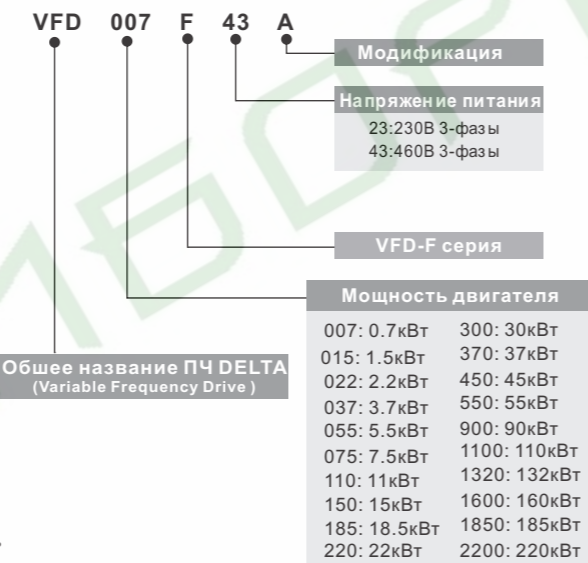 VFD 007 F 43 A
Модификация
Напряжение питания
23:230В 3-фазы
43:460В 3-фазы
VFD-F серия
Мощность двигателя
007: 0.7кВт 300: 30кВт
015: 1.5кВт 370: 37кВт
022: 2.2кВт 450: 45кВт
037: 3.7кВт 550: 55кВт
055: 5.5кВт 900: 90кВт
075: 7.5кВт 1100: 110кВт
110: 11кВт 1320: 132кВт
150: 15кВт 1600: 160кВт
185: 18.5кВт 1850: 185кВт
220: 22кВт 2200: 220кВт
Обшее название ПЧ DELTA
(Variable Frequency Drive )